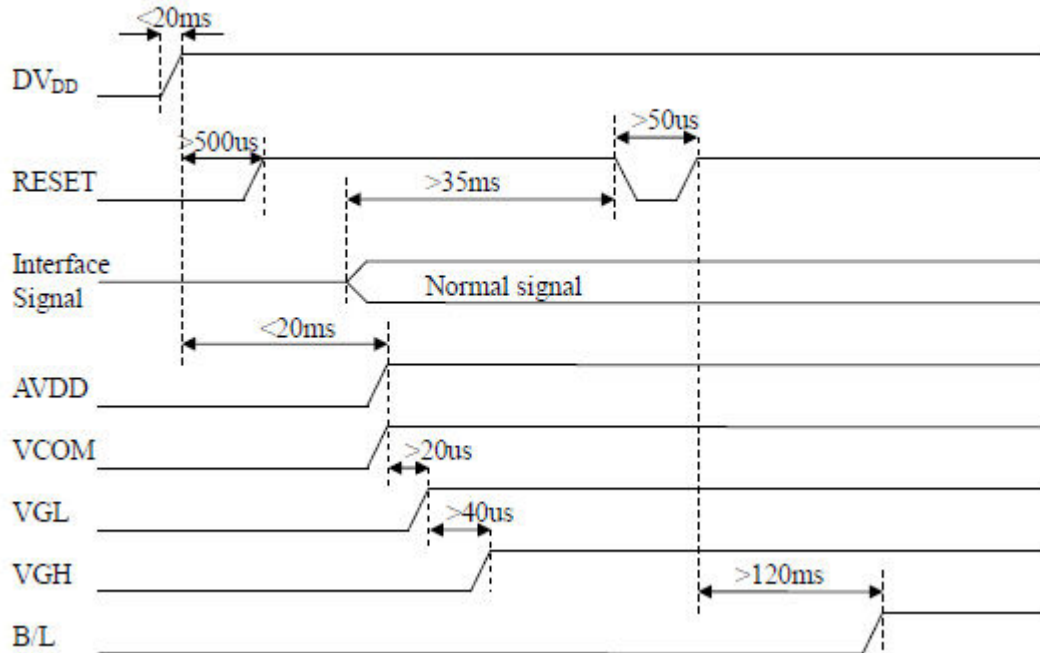 <20ms
DVDD
>500us
>50us
RESET
>35ms
Interface
Signal
Normal signal
<20ms
AVDD
VCOM
>20us
VGL
>40us
VGH
>120ms
B/L